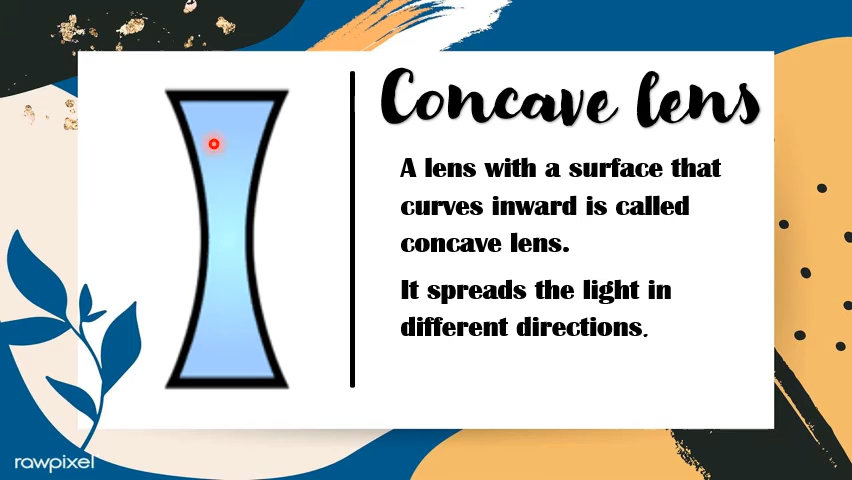 Concave lens
A lens with a surface that
curves inward is called
concave lens.
It spreads the light in
different directions.
rawpixel